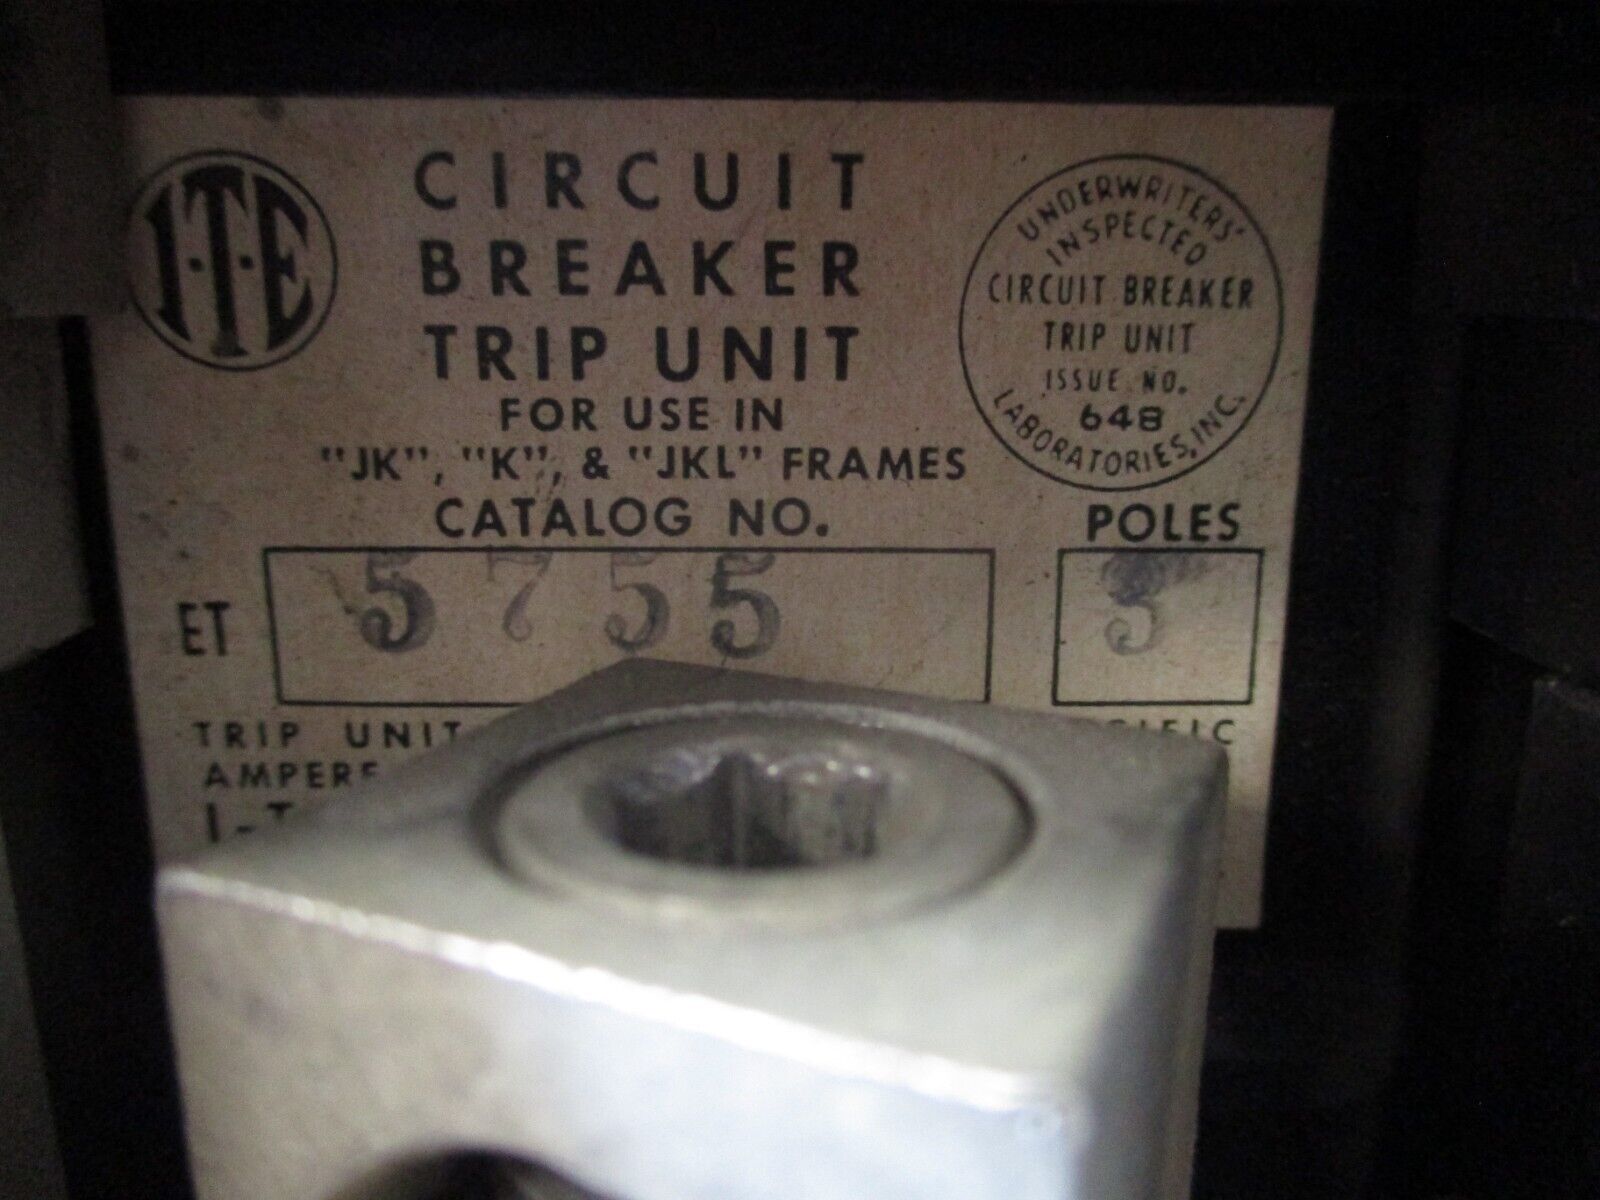 I-T-E
CIRCUIT
BREAKER
TRIP UNIT
FOR USE IN
"JK", "K", & "JKL" FRAMES
CATALOG NO.
POLES
ET 5755
UNDERWRITERS'
INSPECTED
CIRCUIT BREAKER
TRIP UNIT
ISSUE NO.
648
LABORATORIES, INC.
TRIP UNIT
AMPERE